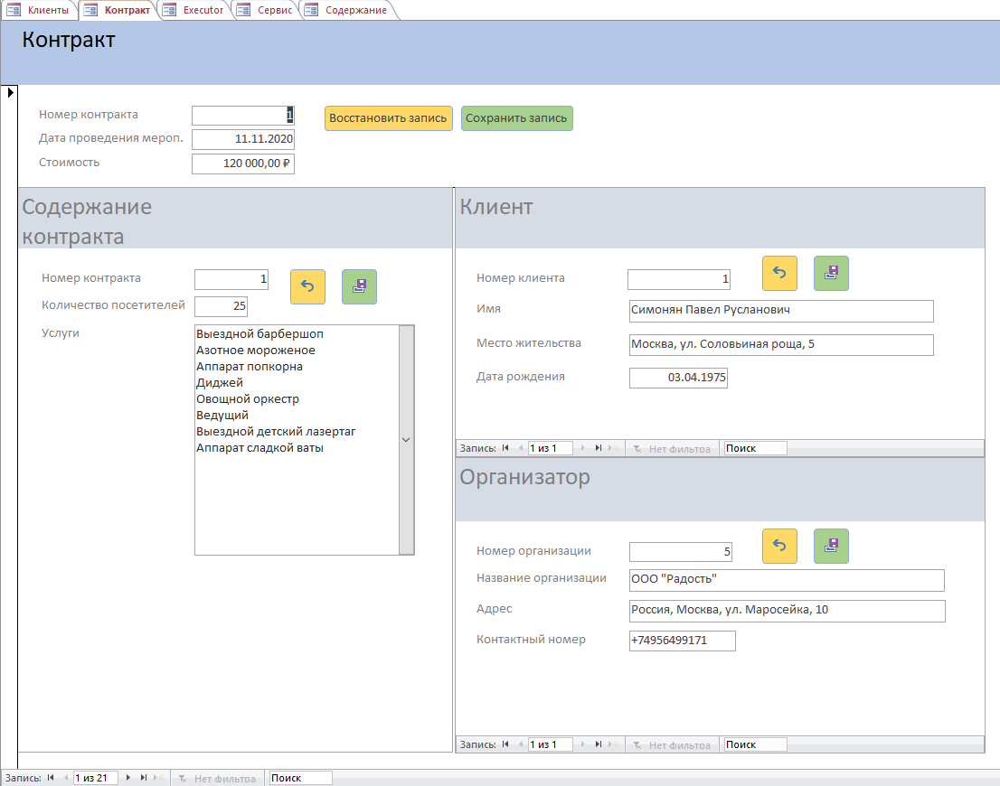 Клиенты Контракт Executor Сервис Содержание
Контракт
Номер контракта 1 Восстановить запись Сохранить запись
Дата проведения мероп. 11.11.2020
Стоимость 120 000,00 ₽
Содержание
контракта
Номер контракта 1
Количество посетителей 25
Услуги
Выездной барбершоп
Азотное мороженое
Аппарат попкорна
Диджей
Овощной оркестр
Ведущий
Выездной детский лазертаг
Аппарат сладкой ваты
Клиент
Номер клиента 1
Имя Симонян Павел Русланович
Место жительства Москва, ул. Соловьиная роща, 5
Дата рождения 03.04.1975
Запись: 1 из 1 Нет фильтра Поиск
Организатор
Номер организации 5
Название организации ООО "Радость"
Адрес Россия, Москва, ул. Маросейка, 10
Контактный номер +74956499171
Запись: 1 из 1 Нет фильтра Поиск
Запись: 1 из 21 Нет фильтра Поиск